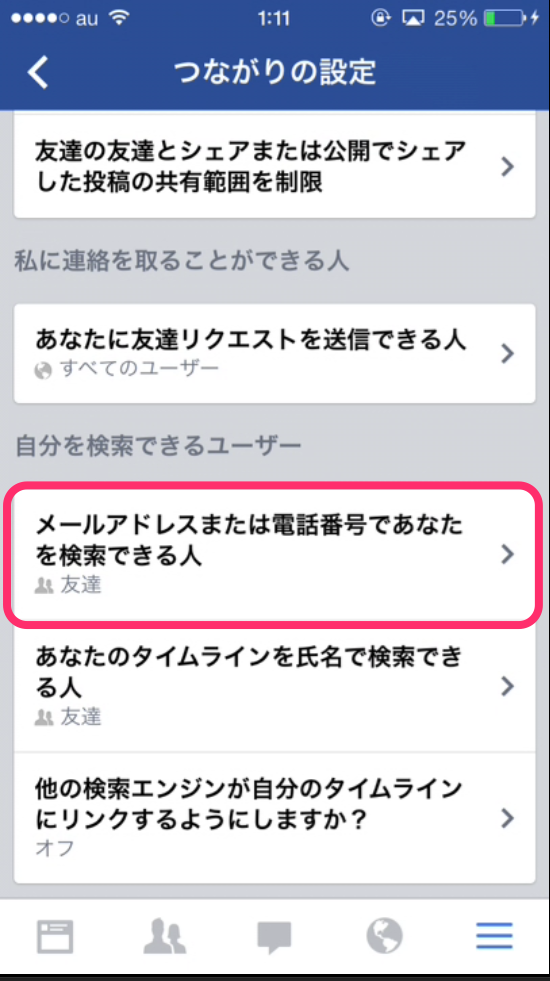 au 1:11 25%
つながりの設定
友達の友達とシェアまたは公開でシェア
した投稿の共有範囲を制限
私に連絡を取ることができる人
あなたに友達リクエストを送信できる人
すべてのユーザー
自分を検索できるユーザー
メールアドレスまたは電話番号であなた
を検索できる人
友達
あなたのタイムラインを氏名で検索でき
る人
友達
他の検索エンジンが自分のタイムライン
にリンクするようにしますか？
オフ